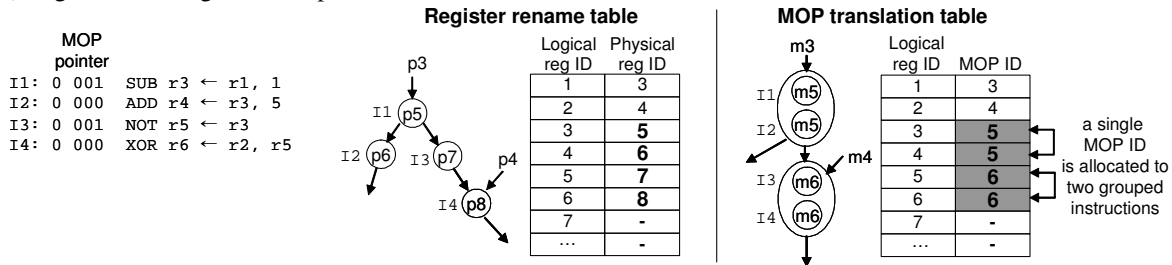 Register rename table
MOP translation table
MOP
pointer
I1: 0 001 SUB r3 ← r1, 1
I2: 0 000 ADD r4 ← r3, 5
I3: 0 001 NOT r5 ← r3
I4: 0 000 XOR r6 ← r2, r5
p3
I1 p5
I2 p6
I3 p7
p4
I4 p8
Logical reg ID Physical reg ID
1 3
2 4
3 5
4 6
5 7
6 8
7 -
... -
m3
I1 m5
I2 m5
m4
I3 m6
I4 m6
Logical reg ID MOP ID
1 3
2 4
3 5
4 5
5 6
6 6
7 -
... -
a single
MOP ID
is allocated to
two grouped
instructions